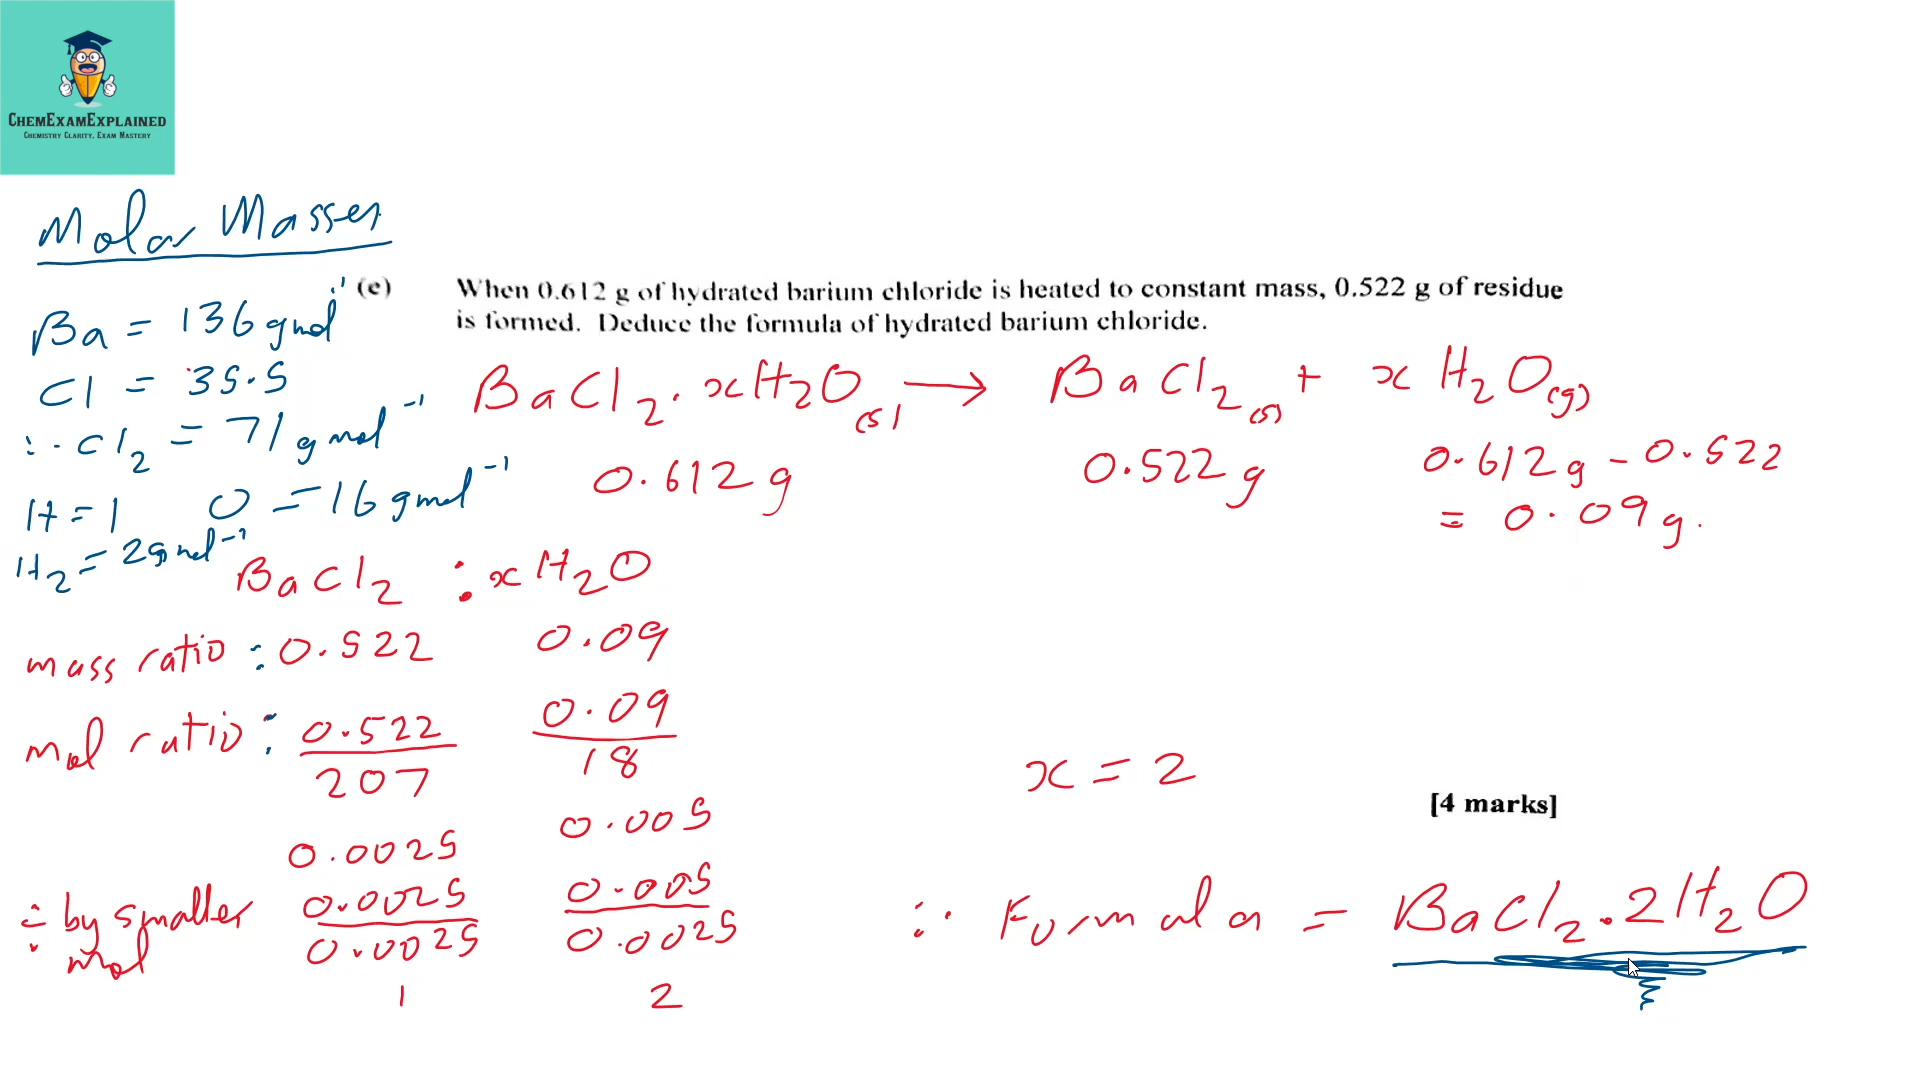 CHEMEXAMEXPLAINED
CHEMISTRY CLARITY, EXAM MASTERY
Molar Masses
Ba = 136 gmol⁻¹
Cl = 35.5
∴ Cl₂ = 71 g mol⁻¹
H = 1 O = 16 gmol⁻¹
H₂ = 2gmol⁻¹
(e) When 0.612 g of hydrated barium chloride is heated to constant mass, 0.522 g of residue
is formed. Deduce the formula of hydrated barium chloride.
BaCl₂.xH₂O(s) → BaCl₂(s) + x H₂O(g)
0.612 g 0.522 g 0.612 g - 0.522
= 0.09 g.
BaCl₂ : xH₂O
mass ratio : 0.522 0.09
mol ratio : 0.522/207 0.09/18
0.0025 0.005
÷ by smaller mol 0.0025/0.0025 0.005/0.0025
1 2
x = 2
[4 marks]
∴ Formula = BaCl₂.2H₂O